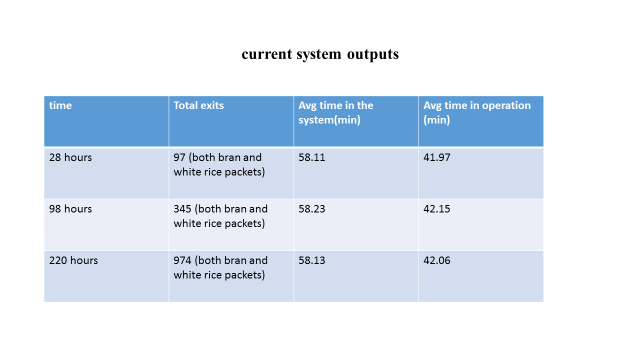 current system outputs
time Total exits Avg time in the Avg time in operation
system(min) (min)
28 hours 97 (both bran and 58.11 41.97
white rice packets)
98 hours 345 (both bran and 58.23 42.15
white rice packets)
220 hours 974 (both bran and 58.13 42.06
white rice packets)